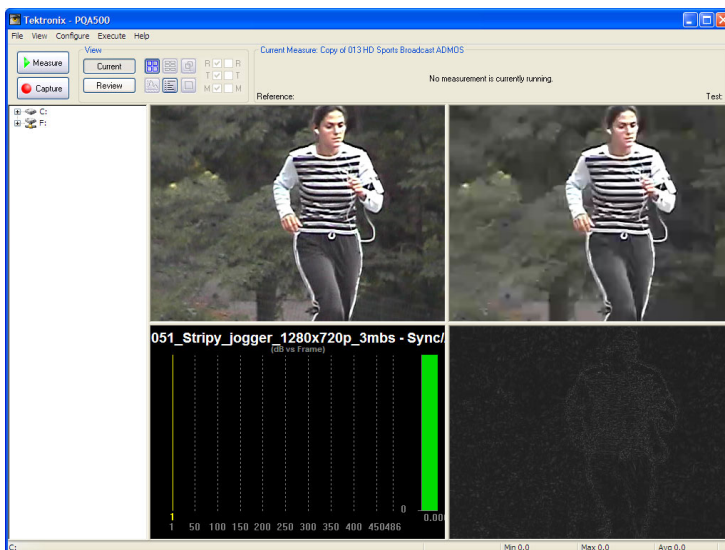 Tektronix - PQA500
File View Configure Execute Help
Measure
Capture
View
Current
Review
R R
T T
M M
Current Measure: Copy of 013 HD Sports Broadcast ADMOS
No measurement is currently running.
Reference:
Test:
C:
F:
051_Stripy_jogger_1280x720p_3mbs - Sync/
(dB vs Frame)
0
0.00
1
1 50 100 150 200 250 300 350 400 450486
C:
Min 0.0
Max 0.0
Avg 0.0